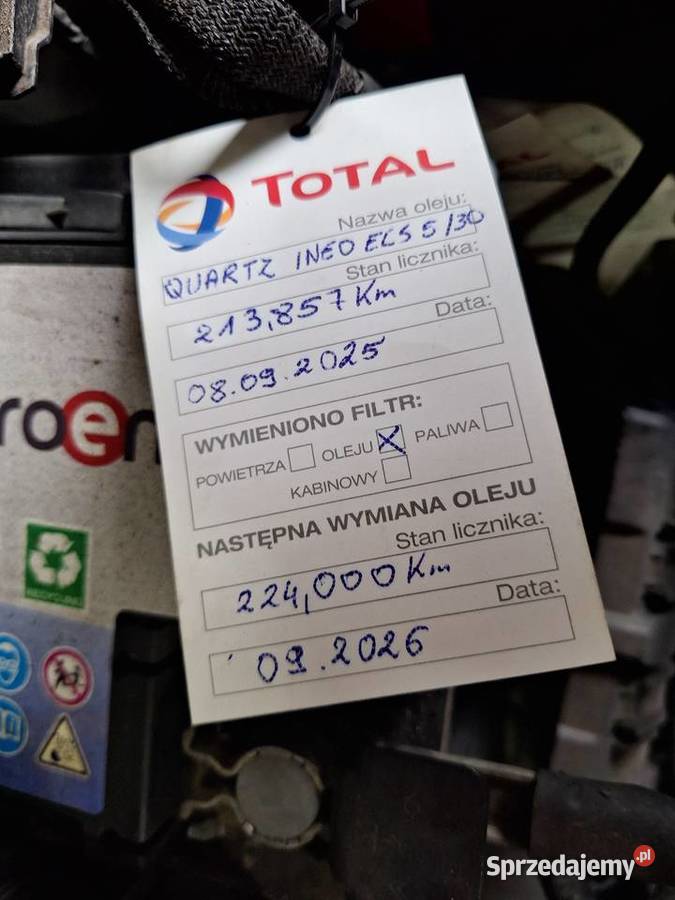 TOTAL
Nazwa oleju:
QUARTZ INEO ECS 5/30
Stan licznika:
213,857 Km
Data:
08.09.2025
WYMIENIONO FILTR:
POWIETRZA OLEJU X PALIWA
KABINOWY
NASTĘPNA WYMIANA OLEJU
Stan licznika:
224,000 Km
Data:
09.2026
roen
RECYCLING
Sprzedajemy.pl